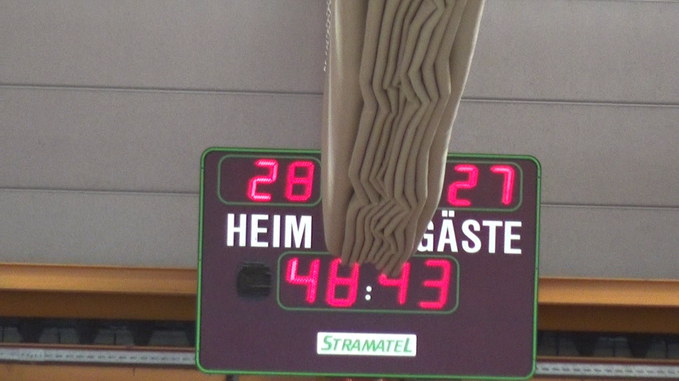 28 27
HEIM GÄSTE
48:43
STRAMATEL